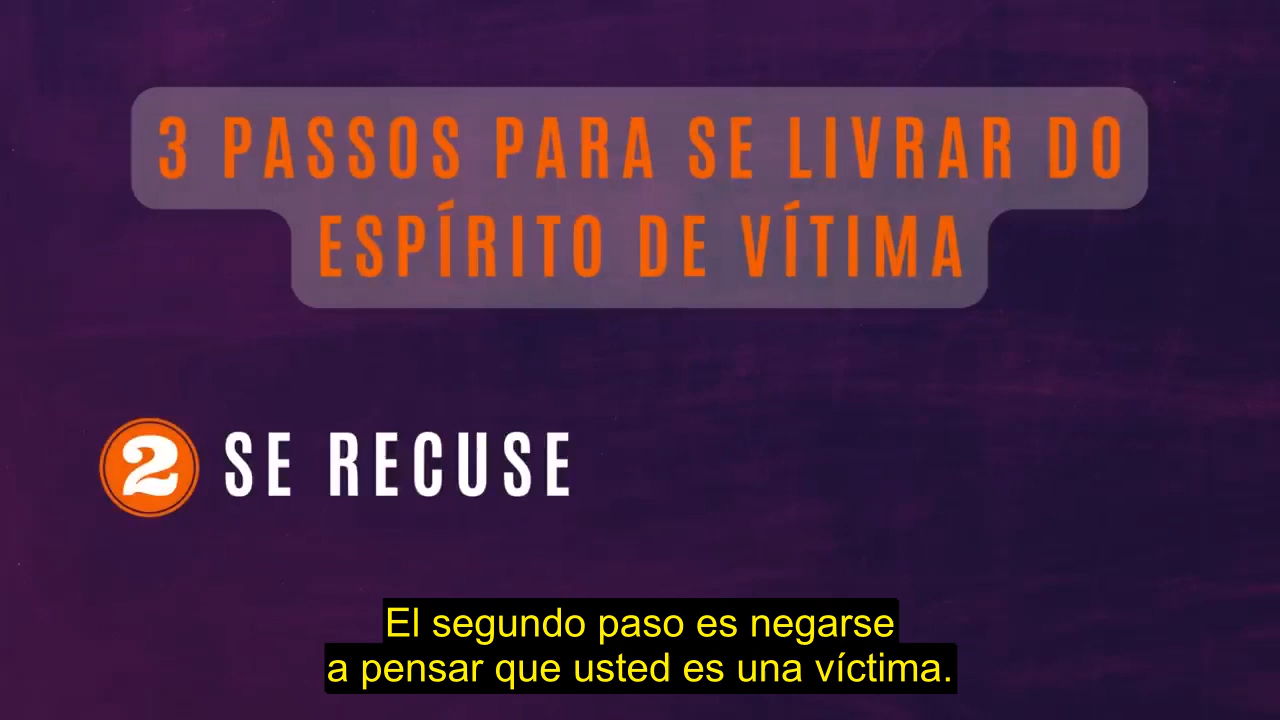 3 PASSOS PARA SE LIVRAR DO
ESPÍRITO DE VÍTIMA
2 SE RECUSE
El segundo paso es negarse
a pensar que usted es una víctima.